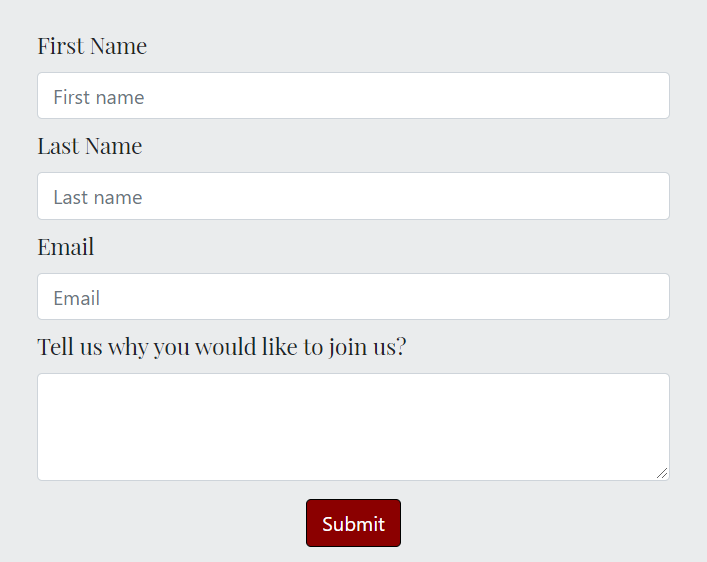 First Name
First name
Last Name
Last name
Email
Email
Tell us why you would like to join us?
Submit